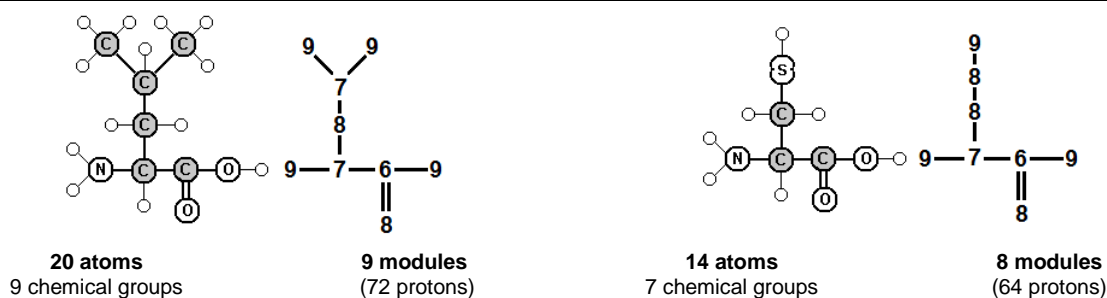 C C
C
C
N C C O
O
9 9
7
8
9 7 6 9
8
20 atoms
9 chemical groups
9 modules
(72 protons)
S
C
N C C O
O
9
8
8
9 7 6 9
8
14 atoms
7 chemical groups
8 modules
(64 protons)